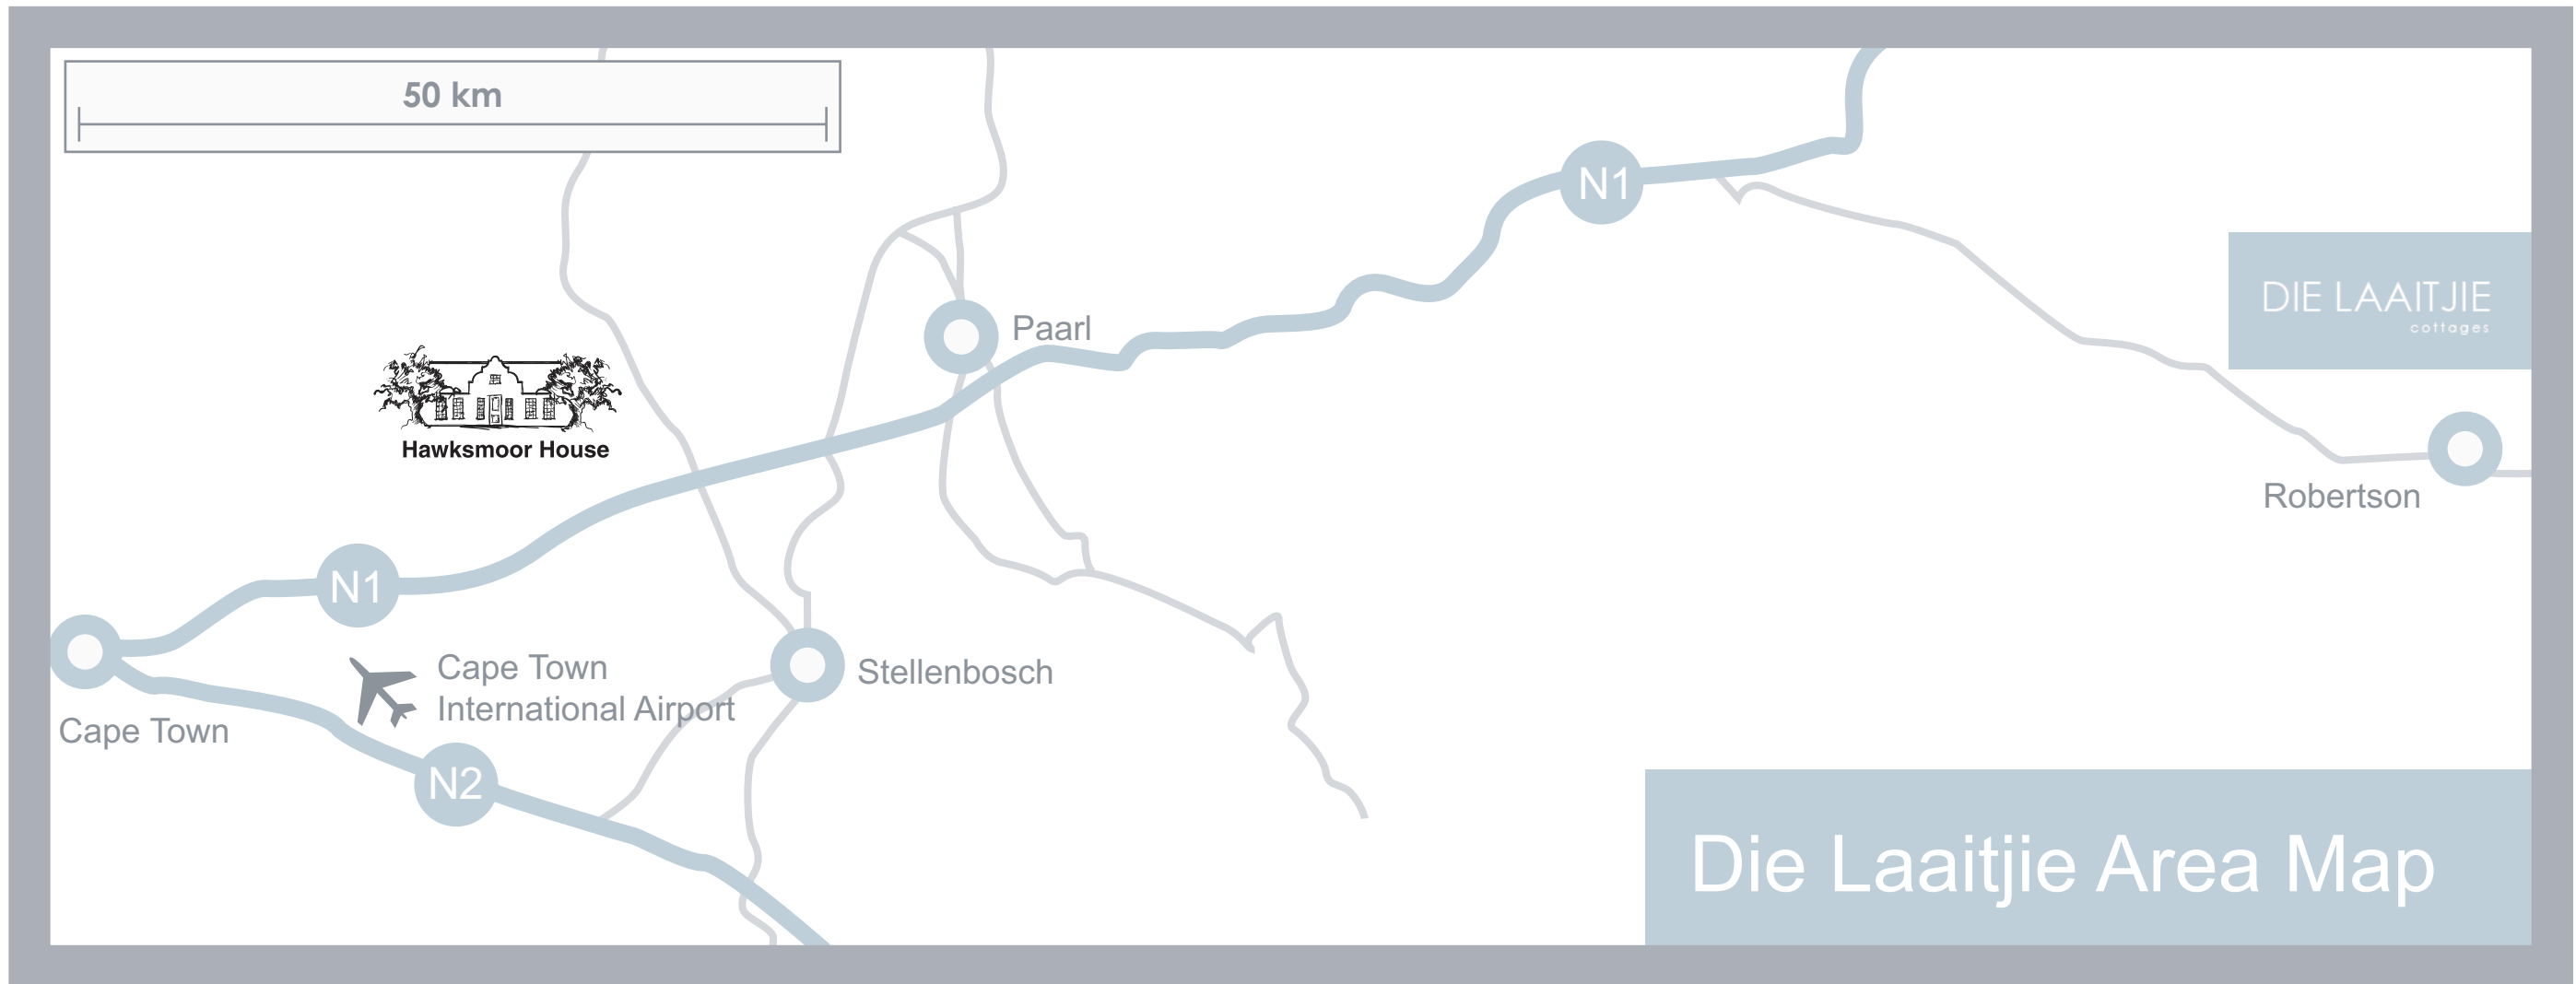 50 km
N1
DIE LAAITJIE
cottages
Paarl
Hawksmoor House
Robertson
N1
Cape Town
International Airport
Stellenbosch
Cape Town
N2
Die Laaitjie Area Map